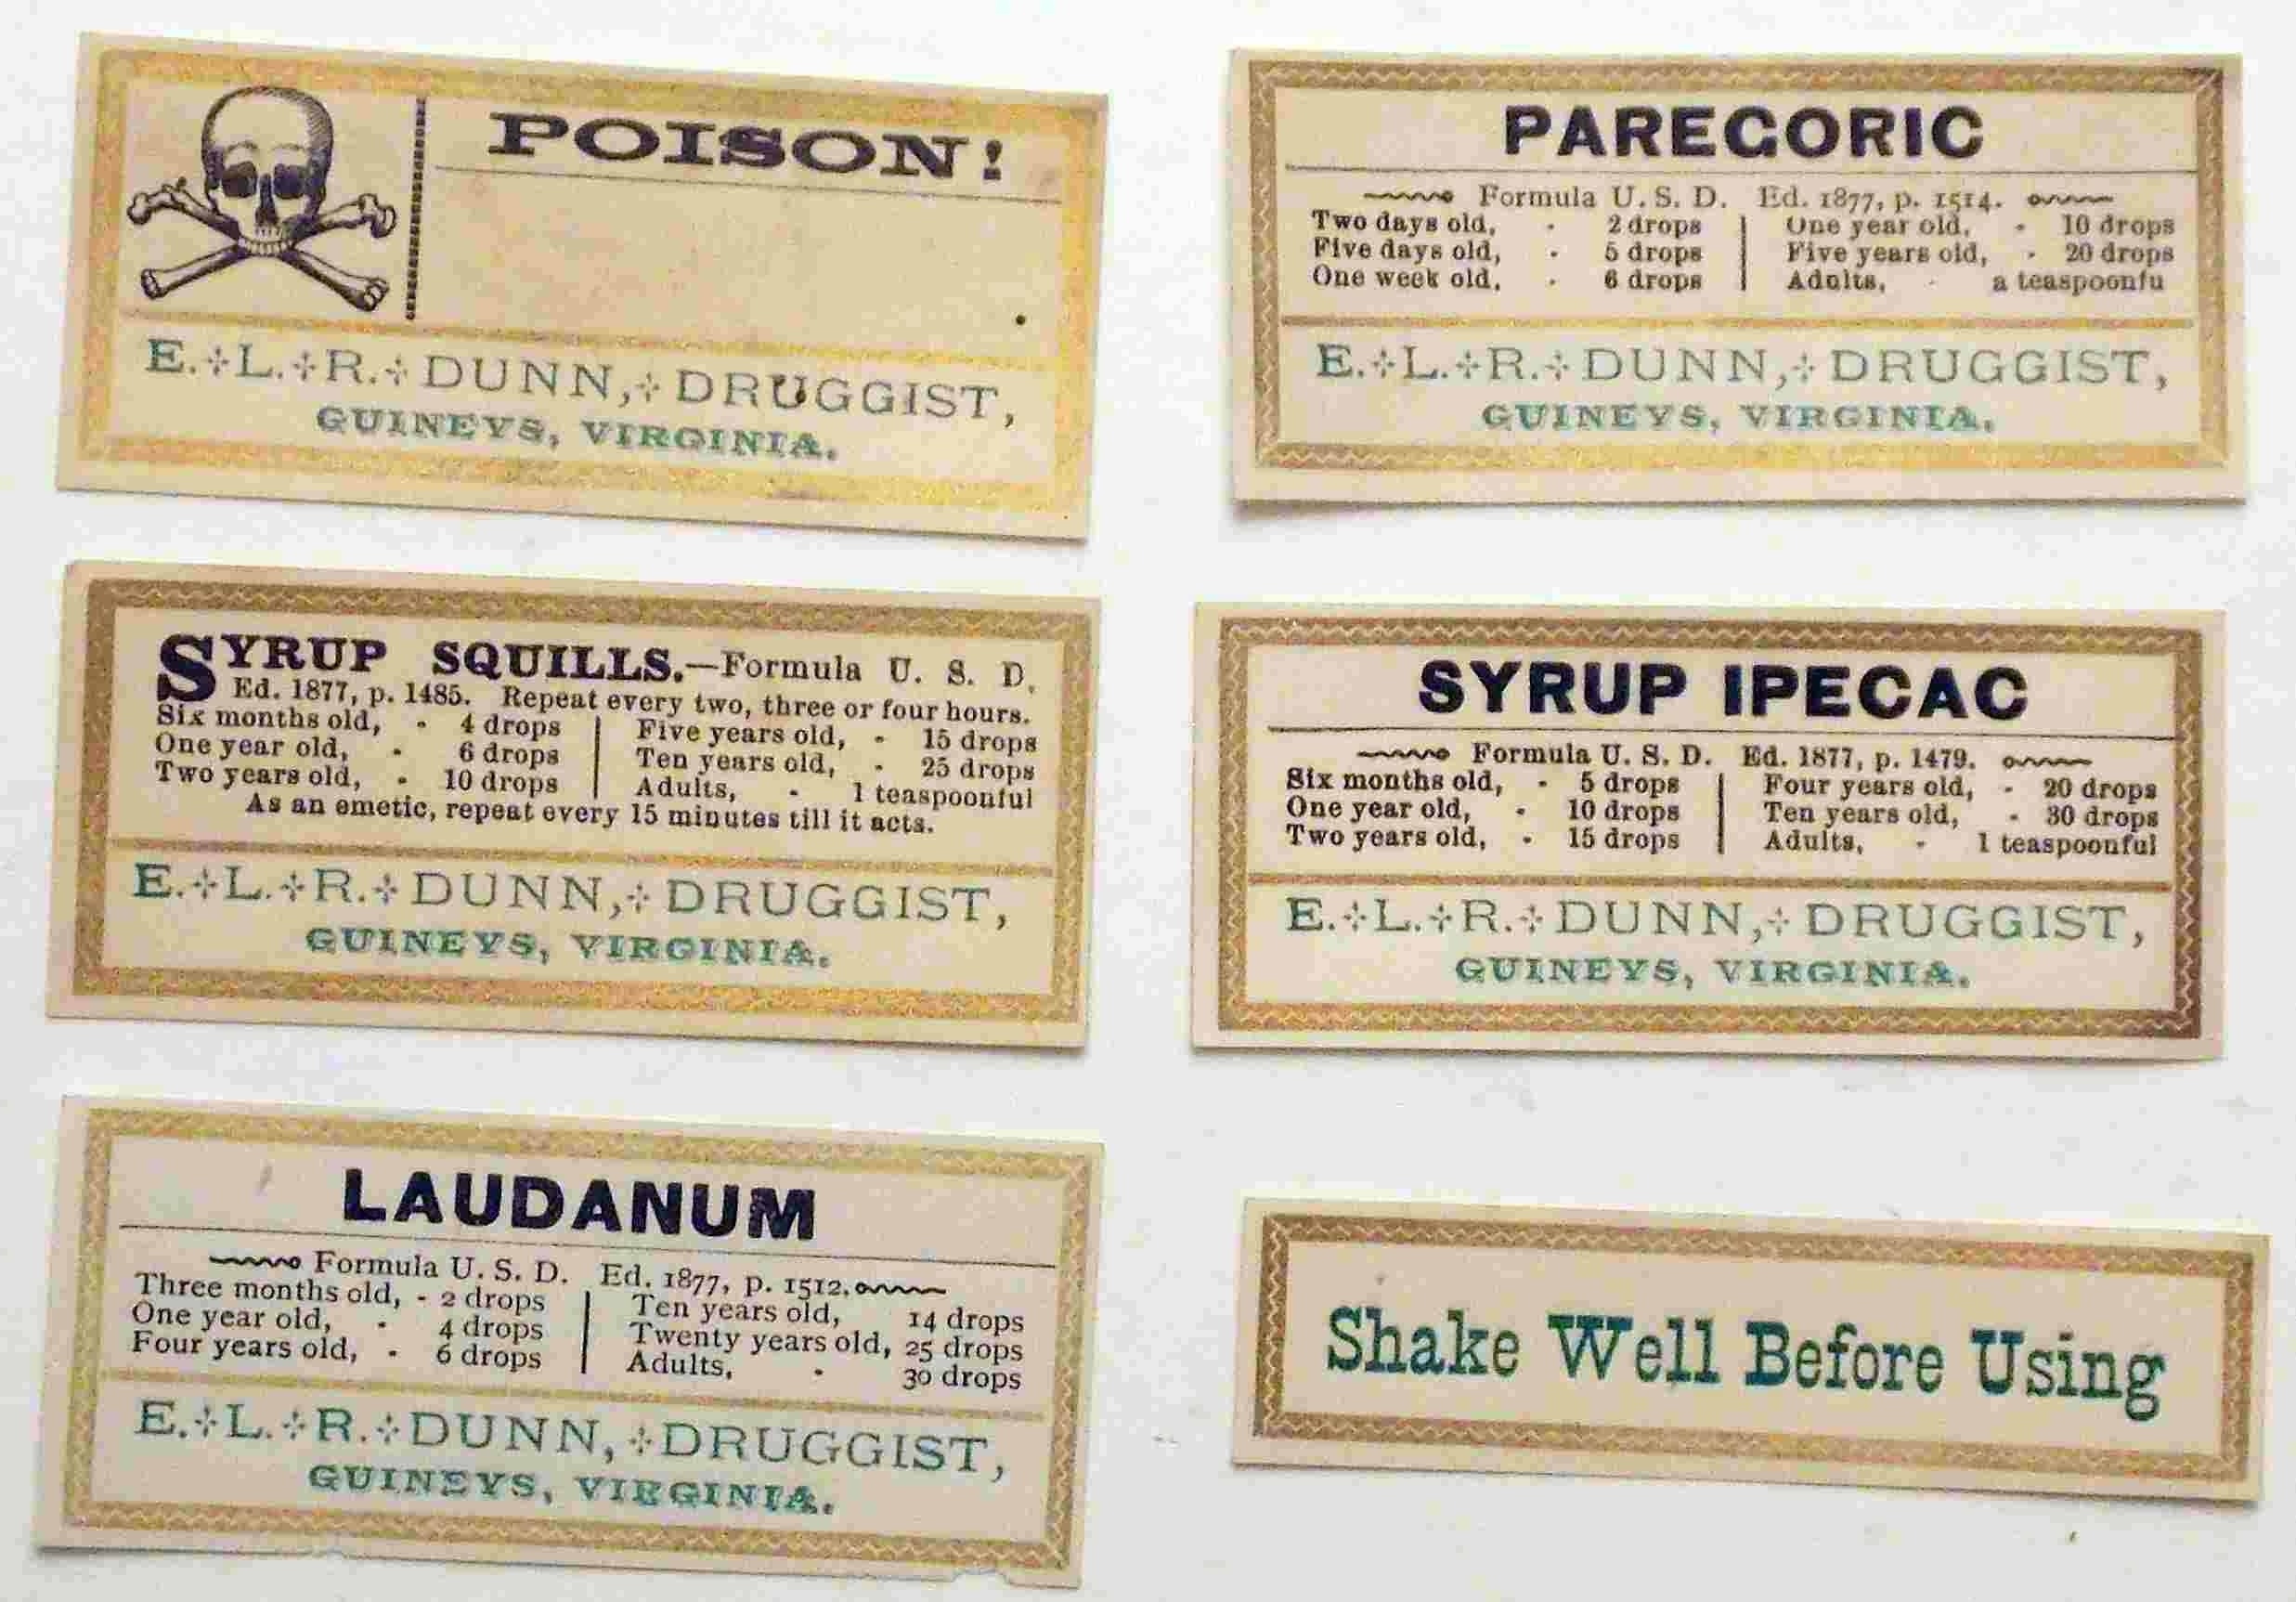 POISON!
E. L. R. DUNN, DRUGGIST,
GUINEYS, VIRGINIA.
PAREGORIC
Formula U. S. D. Ed. 1877, p. 1514.
Two days old, - 2 drops | One year old, - 10 drops
Five days old, - 5 drops | Five years old, - 20 drops
One week old, - 6 drops | Adults, - a teaspoonfu
E. L. R. DUNN, DRUGGIST,
GUINEYS, VIRGINIA.
SYRUP SQUILLS.—Formula U. S. D.
Ed. 1877, p. 1485. Repeat every two, three or four hours.
Six months old, - 4 drops | Five years old, - 15 drops
One year old, - 6 drops | Ten years old, - 25 drops
Two years old, - 10 drops | Adults, - 1 teaspoonful
As an emetic, repeat every 15 minutes till it acts.
E. L. R. DUNN, DRUGGIST,
GUINEYS, VIRGINIA.
SYRUP IPECAC
Formula U. S. D. Ed. 1877, p. 1479.
Six months old, - 5 drops | Four years old, - 20 drops
One year old, - 10 drops | Ten years old, - 30 drops
Two years old, - 15 drops | Adults, - 1 teaspoonful
E. L. R. DUNN, DRUGGIST,
GUINEYS, VIRGINIA.
LAUDANUM
Formula U. S. D. Ed. 1877, p. 1512.
Three months old, - 2 drops | Ten years old, 14 drops
One year old, - 4 drops | Twenty years old, 25 drops
Four years old, - 6 drops | Adults, - 30 drops
E. L. R. DUNN, DRUGGIST,
GUINEYS, VIRGINIA.
Shake Well Before Using